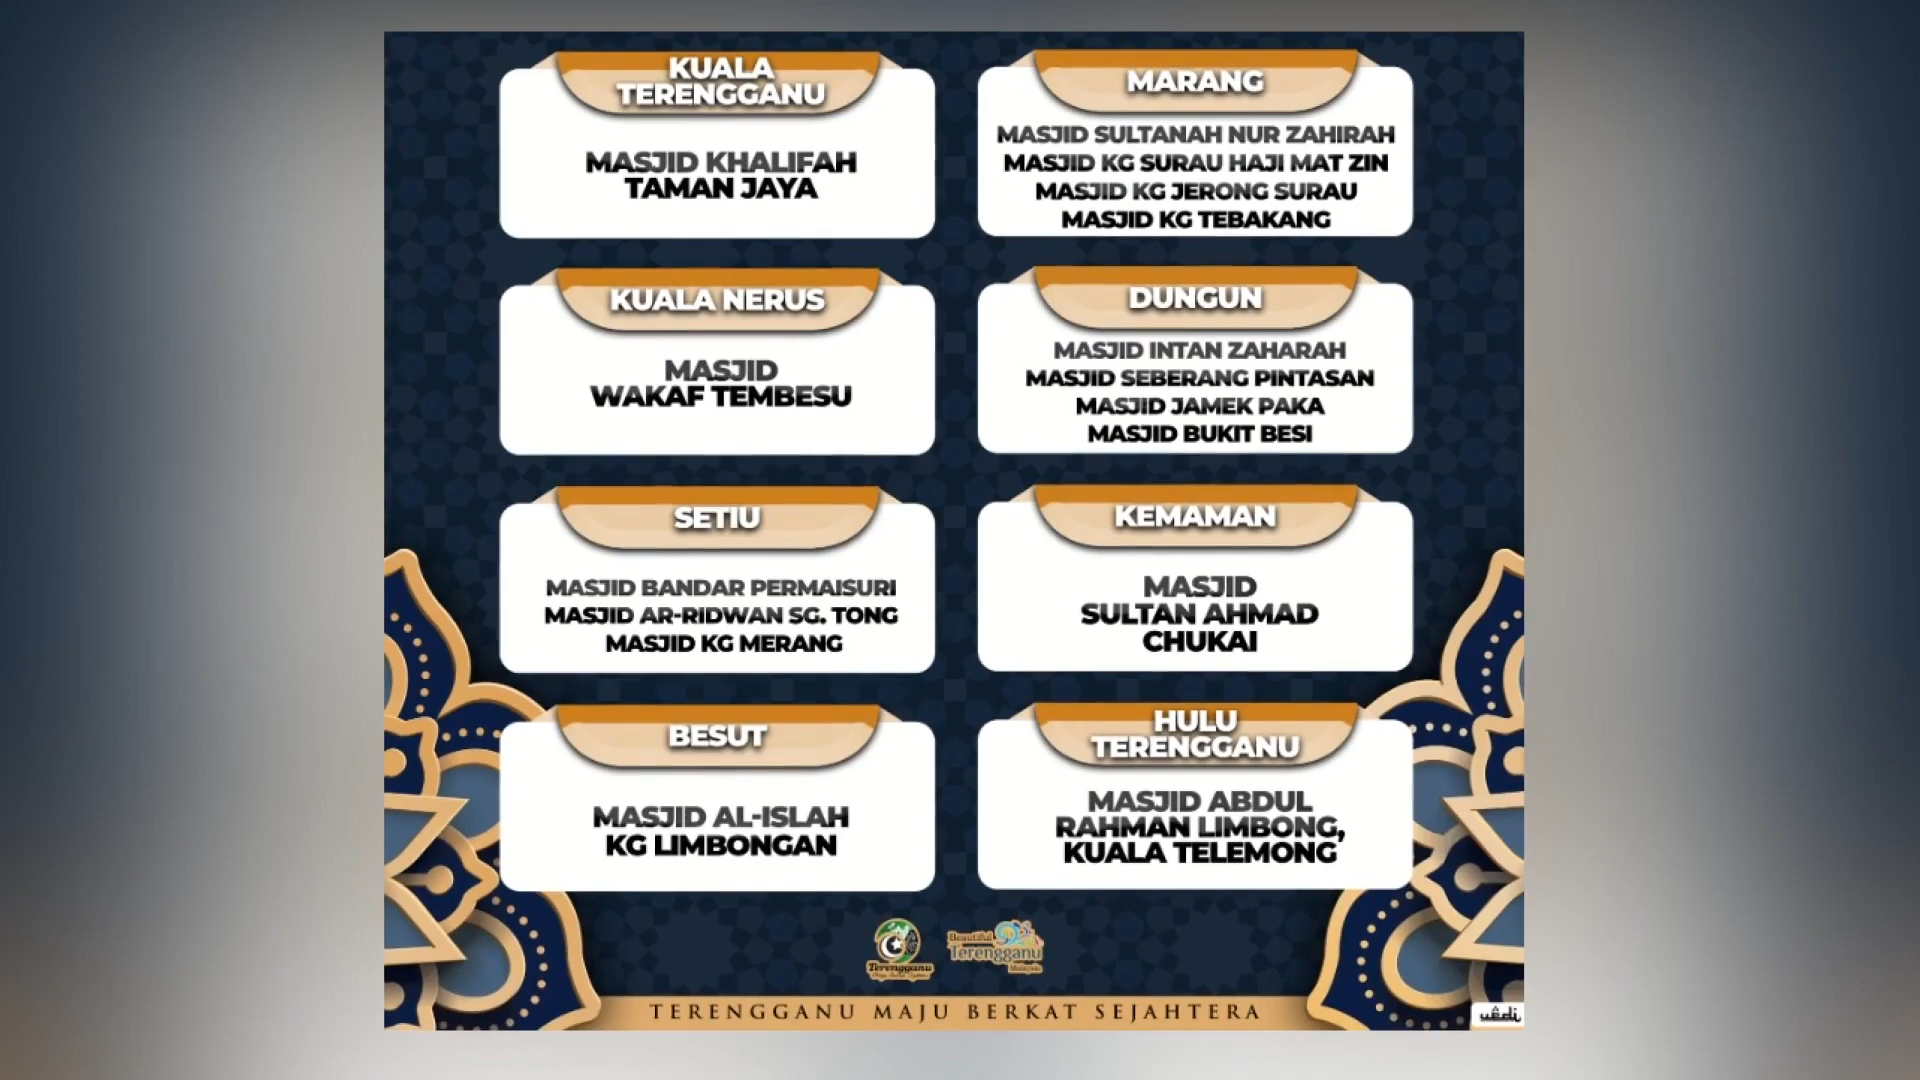 KUALA
TERENGGANU
MASJID KHALIFAH
TAMAN JAYA
MARANG
MASJID SULTANAH NUR ZAHIRAH
MASJID KG SURAU HAJI MAT ZIN
MASJID KG JERONG SURAU
MASJID KG TEBAKANG
KUALA NERUS
MASJID
WAKAF TEMBESU
DUNGUN
MASJID INTAN ZAHARAH
MASJID SEBERANG PINTASAN
MASJID JAMEK PAKA
MASJID BUKIT BESI
SETIU
MASJID BANDAR PERMAISURI
MASJID AR-RIDWAN SG. TONG
MASJID KG MERANG
KEMAMAN
MASJID
SULTAN AHMAD
CHUKAI
BESUT
MASJID AL-ISLAH
KG LIMBONGAN
HULU
TERENGGANU
MASJID ABDUL
RAHMAN LIMBONG,
KUALA TELEMONG
Terengganu
Beautiful
Terengganu
Malaysia
TERENGGANU MAJU BERKAT SEJAHTERA